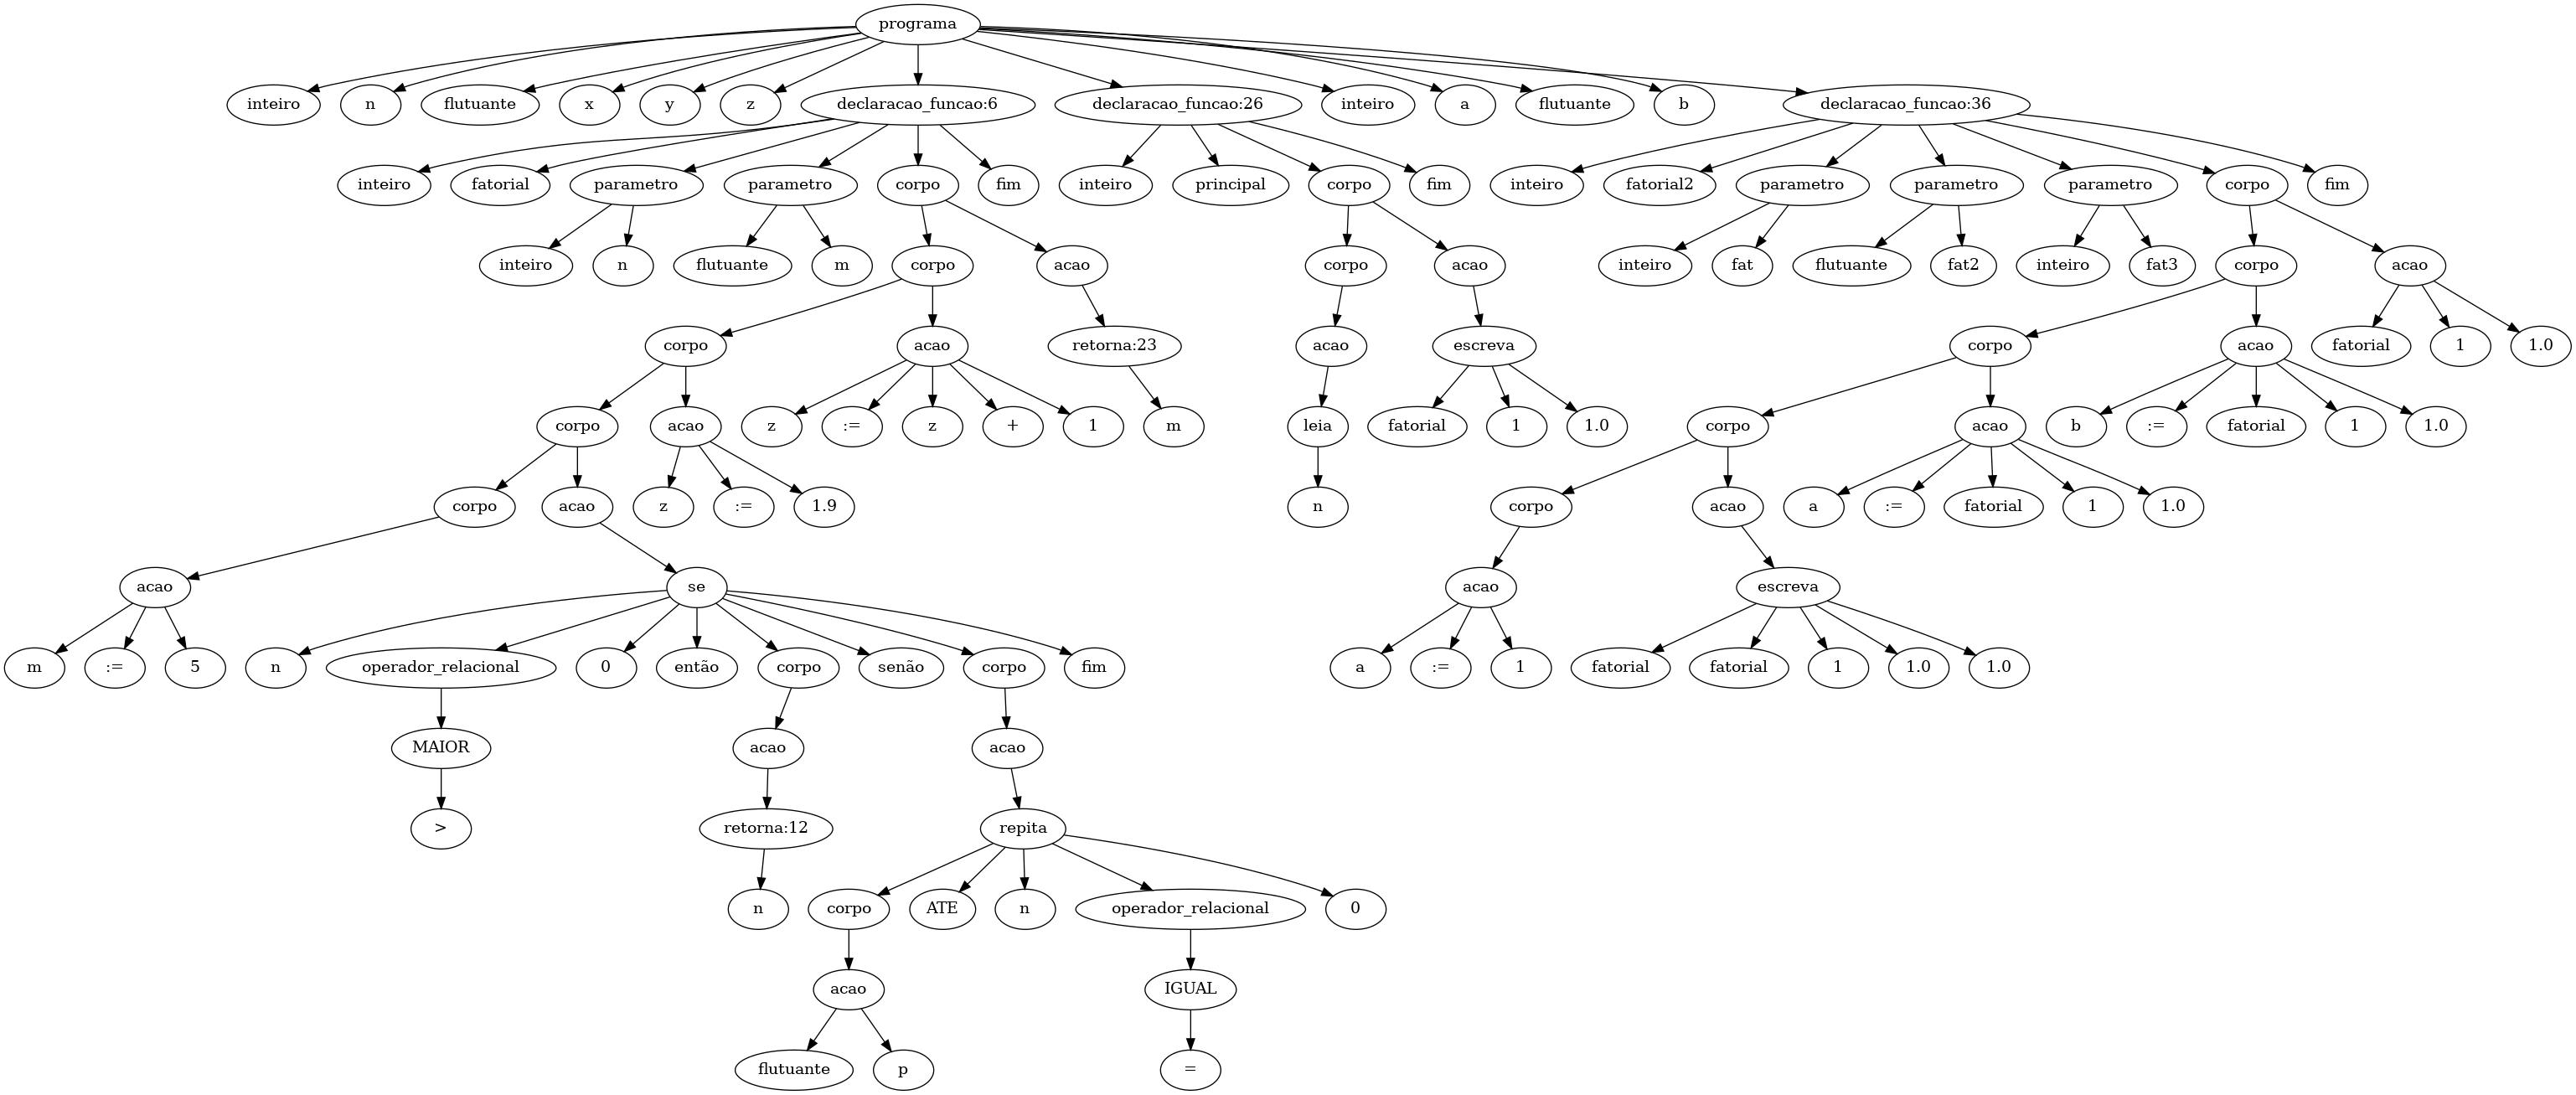 programa
inteiro n flutuante x y z declaracao_funcao:6 declaracao_funcao:26 inteiro a flutuante b declaracao_funcao:36
inteiro fatorial parametro parametro corpo fim inteiro principal corpo fim inteiro fatorial2 parametro parametro parametro corpo fim
inteiro n flutuante m corpo acao corpo acao inteiro fat flutuante fat2 inteiro fat3 corpo acao
corpo acao retorna:23 acao escreva corpo acao fatorial 1 1.0
corpo acao z := z + 1 m leia fatorial 1 1.0 corpo acao b := fatorial 1 1.0
corpo acao z := 1.9 n corpo acao a := fatorial 1 1.0
acao se acao escreva
m := 5 n operador_relacional 0 então corpo senão corpo fim a := 1 fatorial fatorial 1 1.0 1.0
MAIOR acao acao
> retorna:12 repita
n corpo ATE n operador_relacional 0
acao IGUAL
flutuante p =